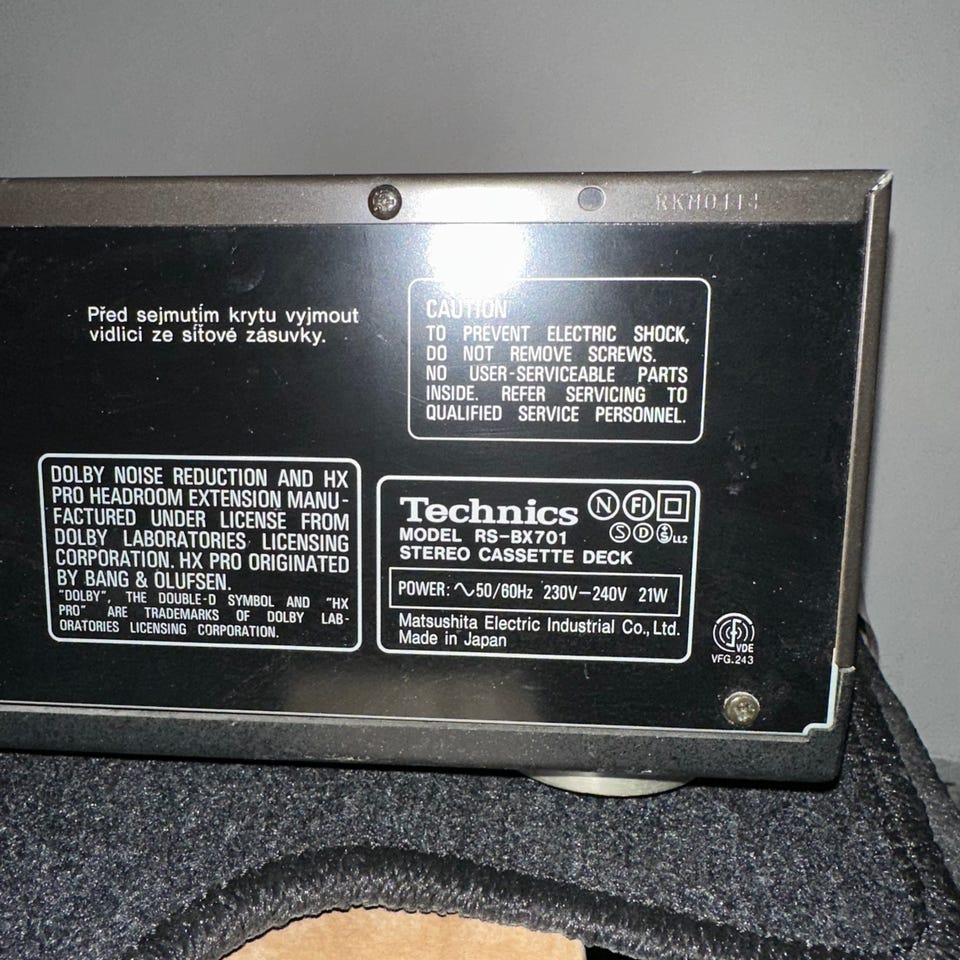 RKM0114
Před sejmutím krytu vyjmout
vidlici ze síťové zásuvky.
CAUTION
TO PREVENT ELECTRIC SHOCK,
DO NOT REMOVE SCREWS.
NO USER-SERVICEABLE PARTS
INSIDE. REFER SERVICING TO
QUALIFIED SERVICE PERSONNEL.
DOLBY NOISE REDUCTION AND HX
PRO HEADROOM EXTENSION MANU-
FACTURED UNDER LICENSE FROM
DOLBY LABORATORIES LICENSING
CORPORATION. HX PRO ORIGINATED
BY BANG & OLUFSEN.
"DOLBY", THE DOUBLE-D SYMBOL AND "HX
PRO" ARE TRADEMARKS OF DOLBY LAB-
ORATORIES LICENSING CORPORATION.
Technics N FI
MODEL RS-BX701 S D S LL2
STEREO CASSETTE DECK
POWER: ∿50/60Hz 230V–240V 21W
Matsushita Electric Industrial Co., Ltd.
Made in Japan
VDE
VFG.243